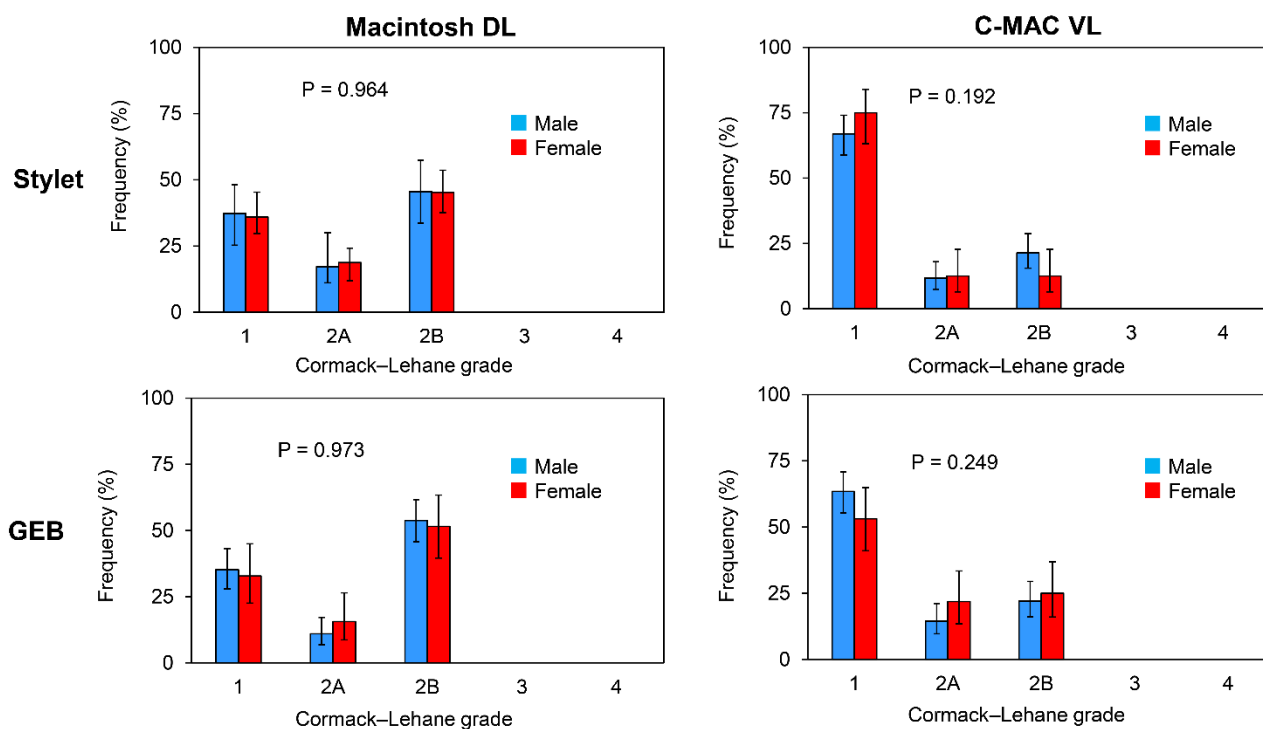 Macintosh DL
C-MAC VL
Stylet
Frequency (%)
100
75
50
25
0
P = 0.964
Male
Female
1 2A 2B 3 4
Cormack–Lehane grade
Frequency (%)
100
75
50
25
0
P = 0.192
Male
Female
1 2A 2B 3 4
Cormack–Lehane grade
GEB
Frequency (%)
100
75
50
25
0
P = 0.973
Male
Female
1 2A 2B 3 4
Cormack–Lehane grade
Frequency (%)
100
75
50
25
0
P = 0.249
Male
Female
1 2A 2B 3 4
Cormack–Lehane grade